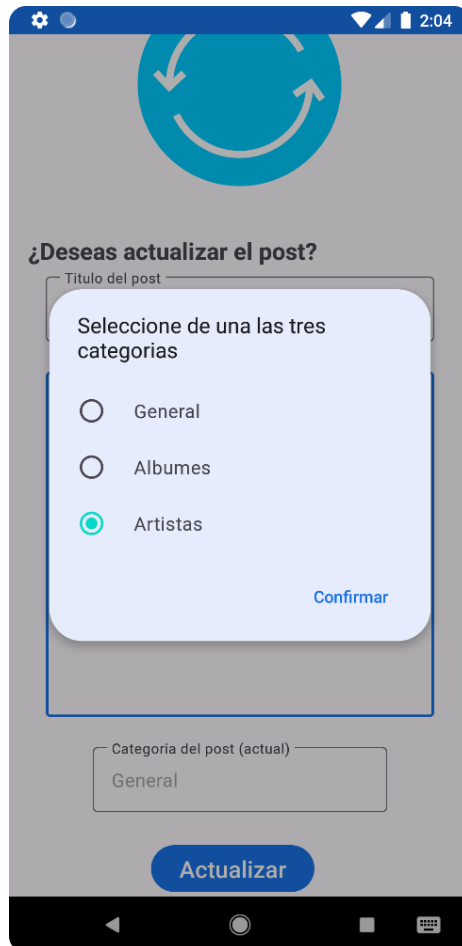 2:04
¿Deseas actualizar el post?
Titulo del post
Seleccione de una las tres
categorias
General
Albumes
Artistas
Confirmar
Categoria del post (actual)
General
Actualizar